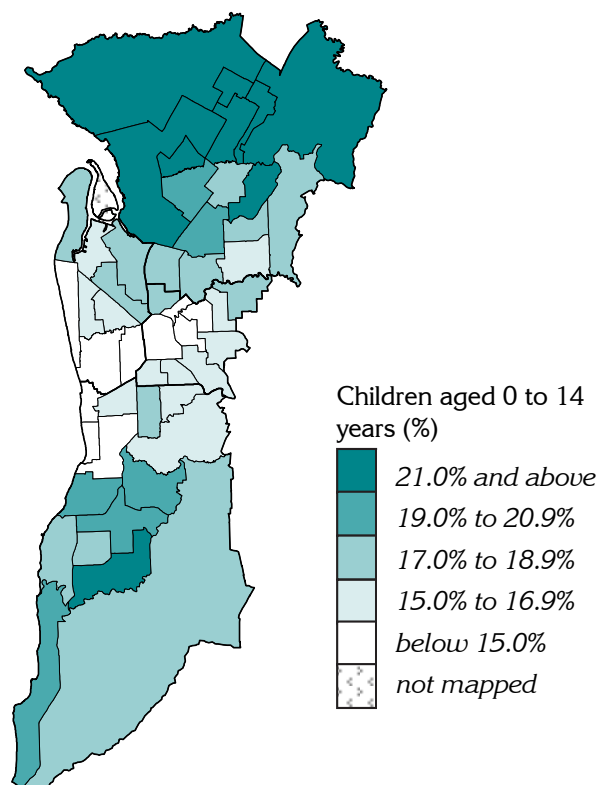 Children aged 0 to 14
years (%)
21.0% and above
19.0% to 20.9%
17.0% to 18.9%
15.0% to 16.9%
below 15.0%
not mapped